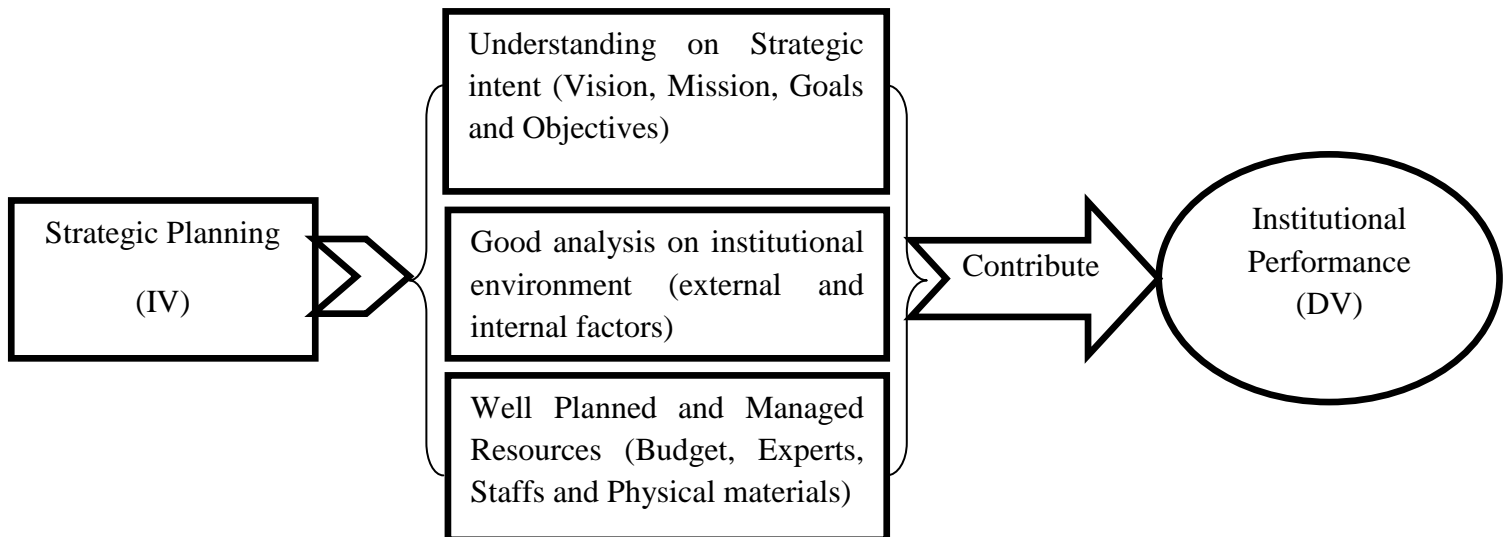 Strategic Planning
(IV)
Understanding on Strategic
intent (Vision, Mission, Goals
and Objectives)
Good analysis on institutional
environment (external and
internal factors)
Well Planned and Managed
Resources (Budget, Experts,
Staffs and Physical materials)
Contribute
Institutional
Performance
(DV)